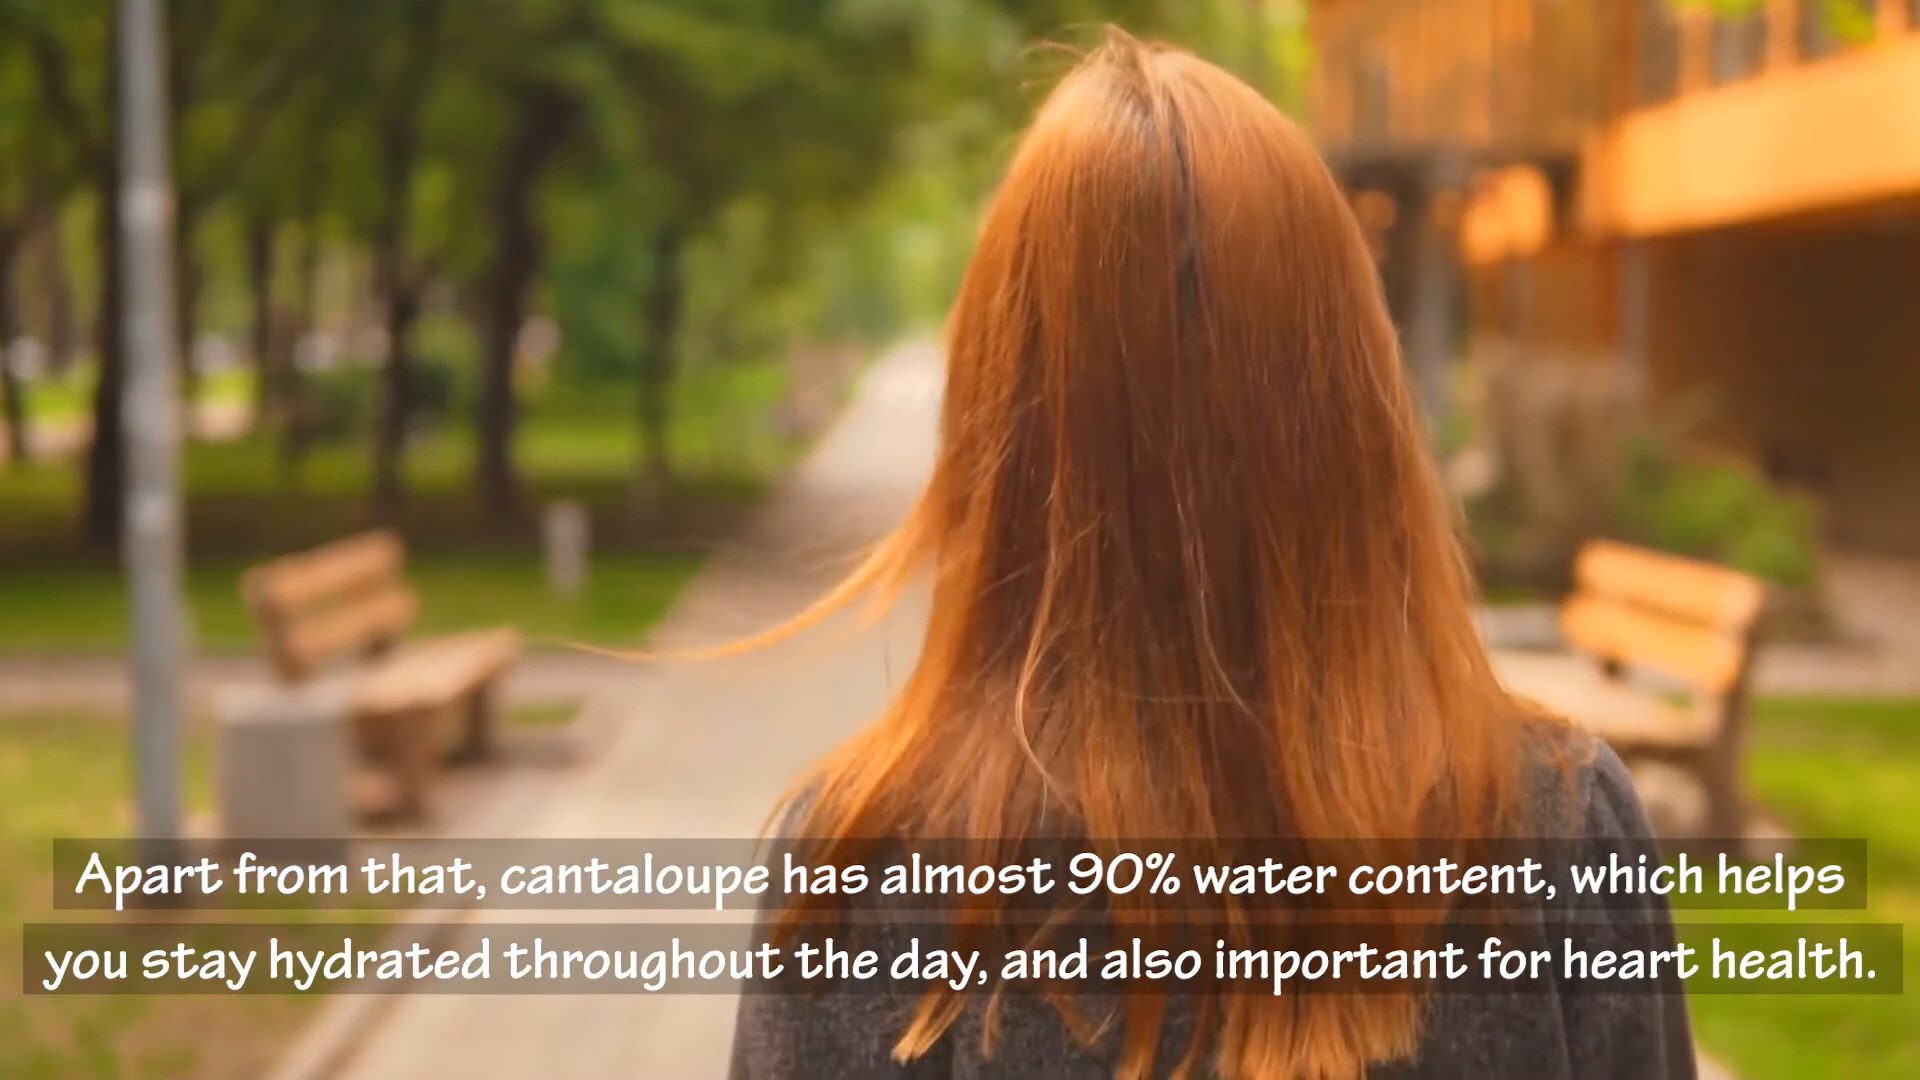 Apart from that, cantaloupe has almost 90% water content, which helps
you stay hydrated throughout the day, and also important for heart health.